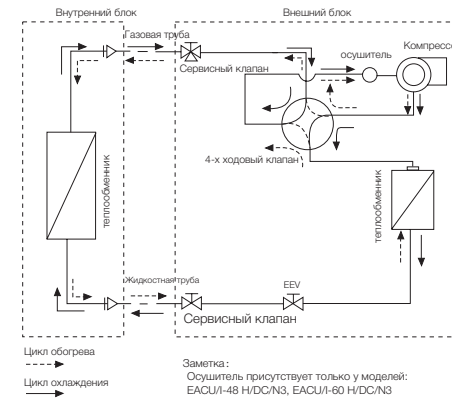 Внутренний блок
Внешний блок
Газовая труба
осушитель
Компрессо
Сервисный клапан
4-х ходовый клапан
теплообменник
теплообменник
Жидкостная труба
EEV
Сервисный клапан
Цикл обогрева
Цикл охлаждения
Заметка:
Осушитель присутствует только у моделей:
EACU/I-48 H/DC/N3, EACU/I-60 H/DC/N3